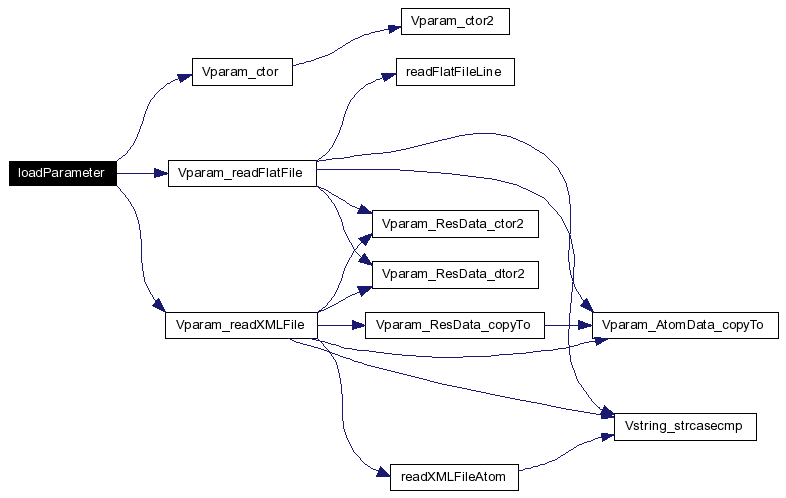 Vparam_ctor2
Vparam_ctor
readFlatFileLine
loadParameter
Vparam_readFlatFile
Vparam_ResData_ctor2
Vparam_ResData_dtor2
Vparam_readXMLFile
Vparam_ResData_copyTo
Vparam_AtomData_copyTo
Vstring_strcasecmp
readXMLFileAtom